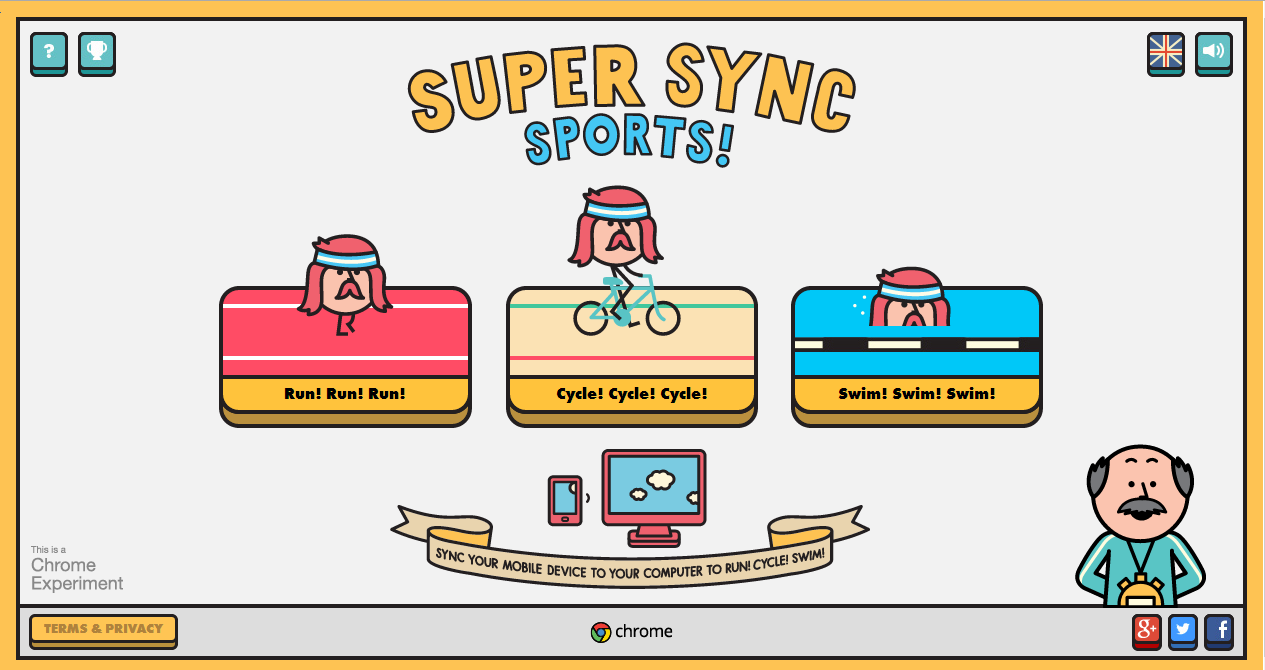 ?
SUPER SYNC
SPORTS!
Run! Run! Run!
Cycle! Cycle! Cycle!
Swim! Swim! Swim!
SYNC YOUR MOBILE DEVICE TO YOUR COMPUTER TO RUN! CYCLE! SWIM!
This is a
Chrome
Experiment
TERMS & PRIVACY
chrome
g+
f